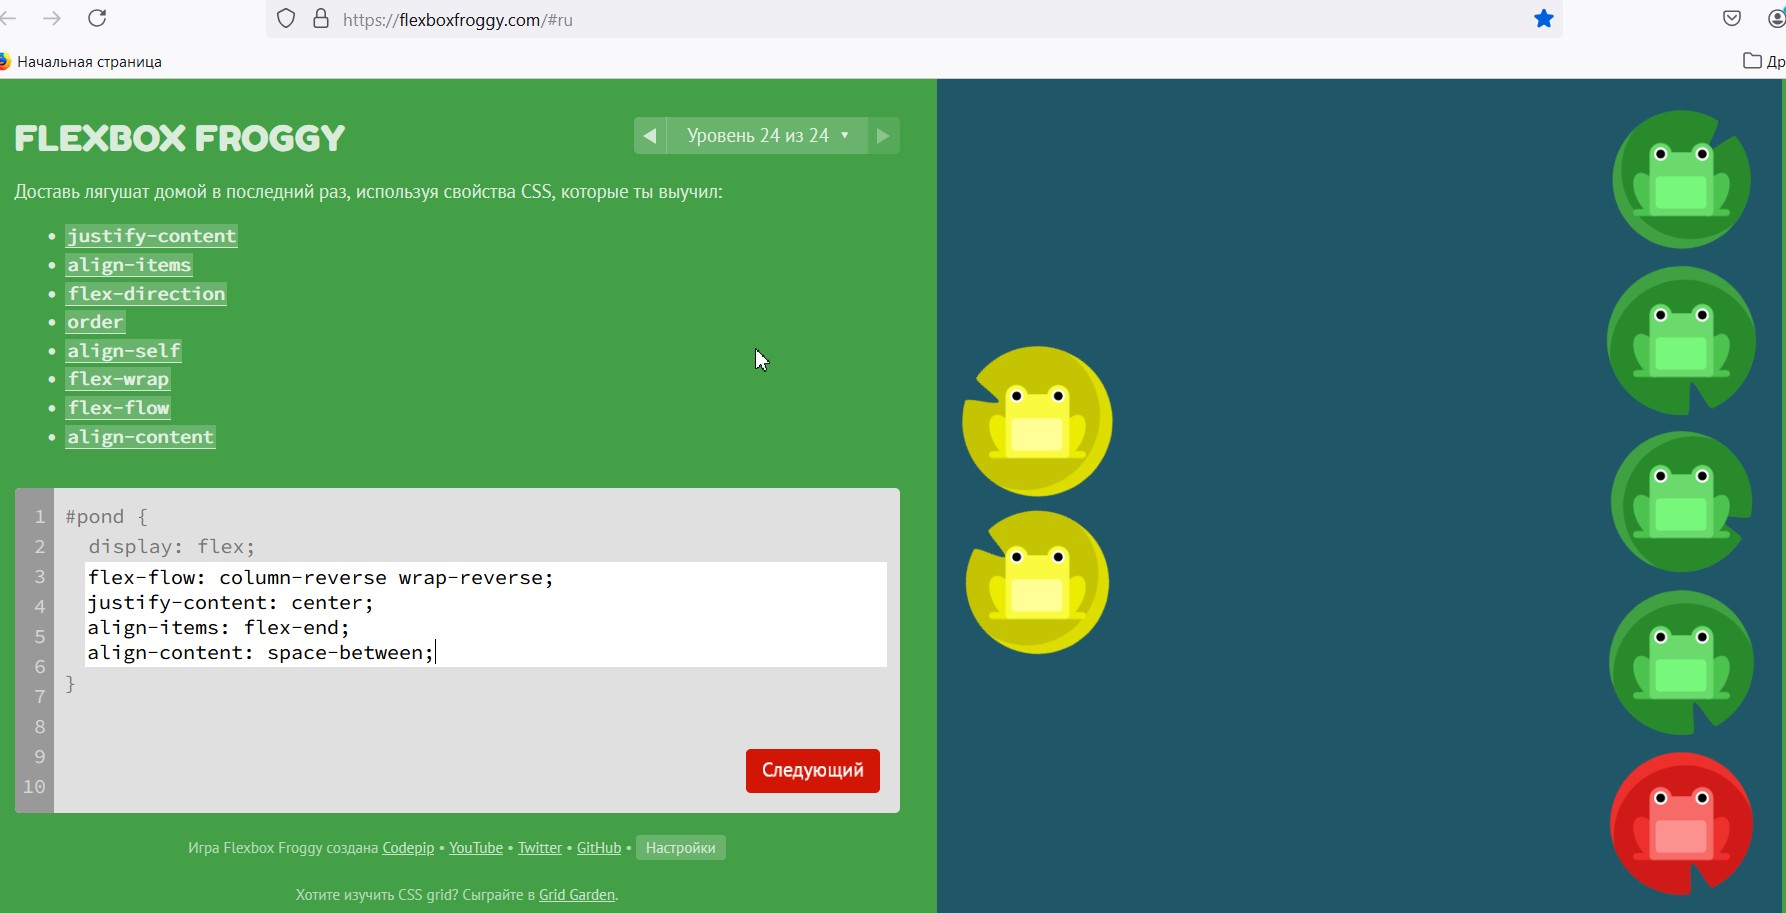 https://flexboxfroggy.com/#ru
Начальная страница
Др
FLEXBOX FROGGY
Уровень 24 из 24 ▼
Доставь лягушат домой в последний раз, используя свойства CSS, которые ты выучил:
• justify-content
• align-items
• flex-direction
• order
• align-self
• flex-wrap
• flex-flow
• align-content
1 #pond {
2 display: flex;
3 flex-flow: column-reverse wrap-reverse;
4 justify-content: center;
5 align-items: flex-end;
6 align-content: space-between;
7 }
8
9
10
Следующий
Игра Flexbox Froggy создана Codepip • YouTube • Twitter • GitHub • Настройки
Хотите изучить CSS grid? Сыграйте в Grid Garden.